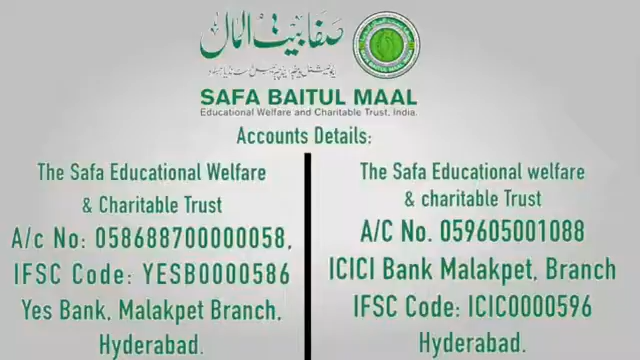 صفا بیت المال
SAFA BAITUL MAAL
Educational Welfare and Charitable Trust, India.
Accounts Details:
The Safa Educational Welfare
& Charitable Trust
A/c No: 058688700000058,
IFSC Code: YESB0000586
Yes Bank, Malakpet Branch,
Hyderabad.
The Safa Educational welfare
& charitable Trust
A/C No. 059605001088
ICICI Bank Malakpet, Branch
IFSC Code: ICIC0000596
Hyderabad.